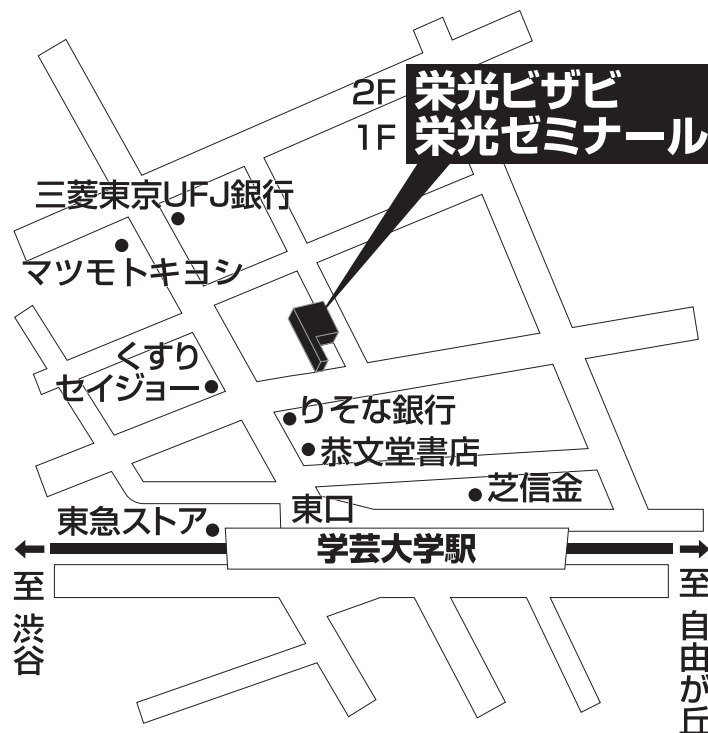 2F 栄光ビザビ
1F 栄光ゼミナール
三菱東京UFJ銀行
マツモトキヨシ
くすり
セイジョー
りそな銀行
恭文堂書店
芝信金
東口
東急ストア
学芸大学駅
至渋谷
至自由が丘